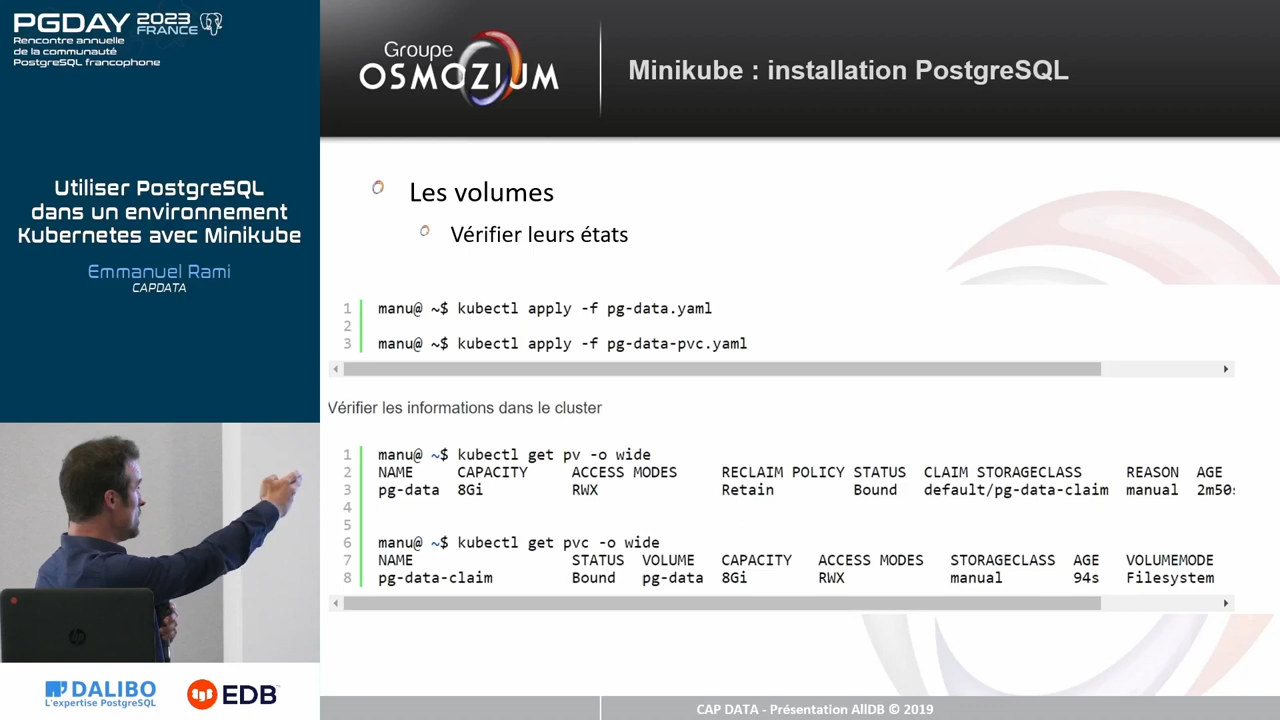 PGDAY 2023 FRANCE
Rencontre annuelle
de la communauté
PostgreSQL francophone
Utiliser PostgreSQL
dans un environnement
Kubernetes avec Minikube
Emmanuel Rami
CAPDATA
hp
DALIBO
L'expertise PostgreSQL
EDB
Groupe
OSMOZIUM
Minikube : installation PostgreSQL
Les volumes
Vérifier leurs états
1 manu@ ~$ kubectl apply -f pg-data.yaml
2
3 manu@ ~$ kubectl apply -f pg-data-pvc.yaml
Vérifier les informations dans le cluster
1 manu@ ~$ kubectl get pv -o wide
2 NAME CAPACITY ACCESS MODES RECLAIM POLICY STATUS CLAIM STORAGECLASS REASON AGE
3 pg-data 8Gi RWX Retain Bound default/pg-data-claim manual 2m50s
4
5
6 manu@ ~$ kubectl get pvc -o wide
7 NAME STATUS VOLUME CAPACITY ACCESS MODES STORAGECLASS AGE VOLUMEMODE
8 pg-data-claim Bound pg-data 8Gi RWX manual 94s Filesystem
CAP DATA - Présentation AllDB © 2019